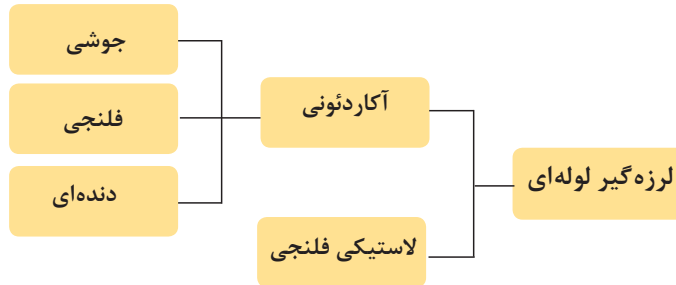 لرزه‌گیر لوله‌ای
آکاردئونی
جوشی
فلنجی
دنده‌ای
لاستیکی فلنجی